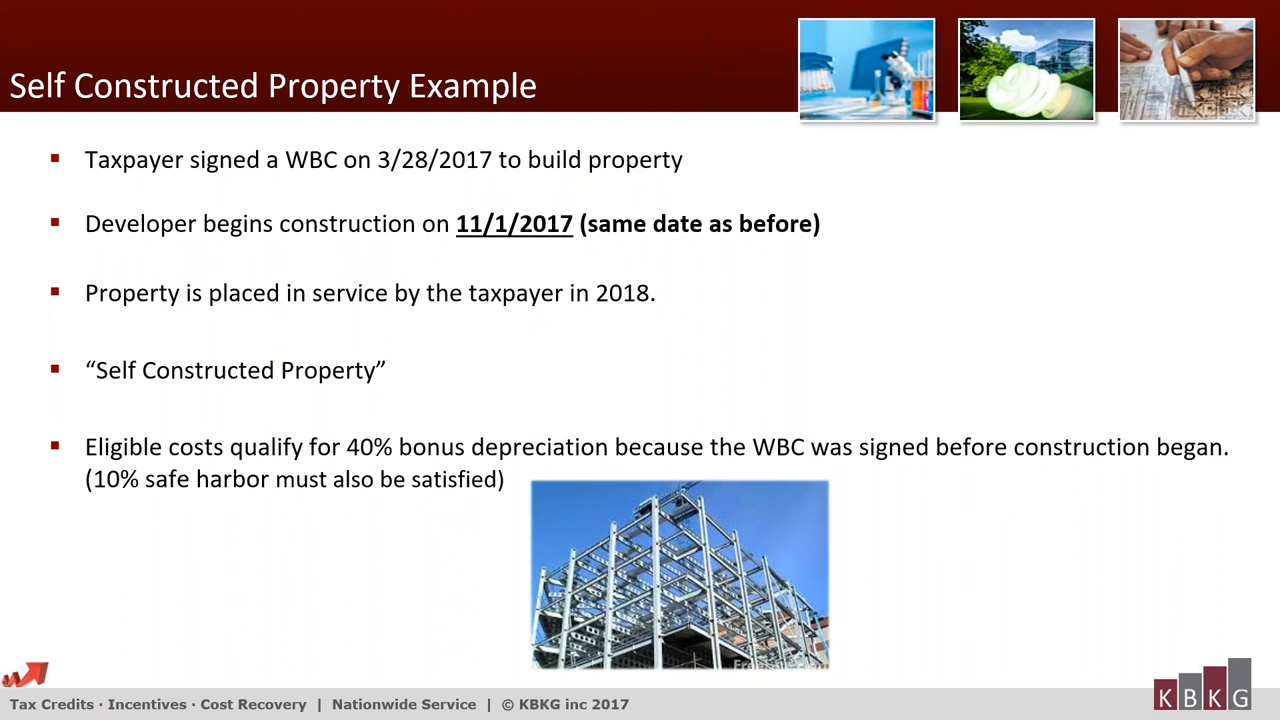 Self Constructed Property Example
▪ Taxpayer signed a WBC on 3/28/2017 to build property
▪ Developer begins construction on 11/1/2017 (same date as before)
▪ Property is placed in service by the taxpayer in 2018.
▪ “Self Constructed Property”
▪ Eligible costs qualify for 40% bonus depreciation because the WBC was signed before construction began.
(10% safe harbor must also be satisfied)
Tax Credits · Incentives · Cost Recovery | Nationwide Service | © KBKG inc 2017
KBKG